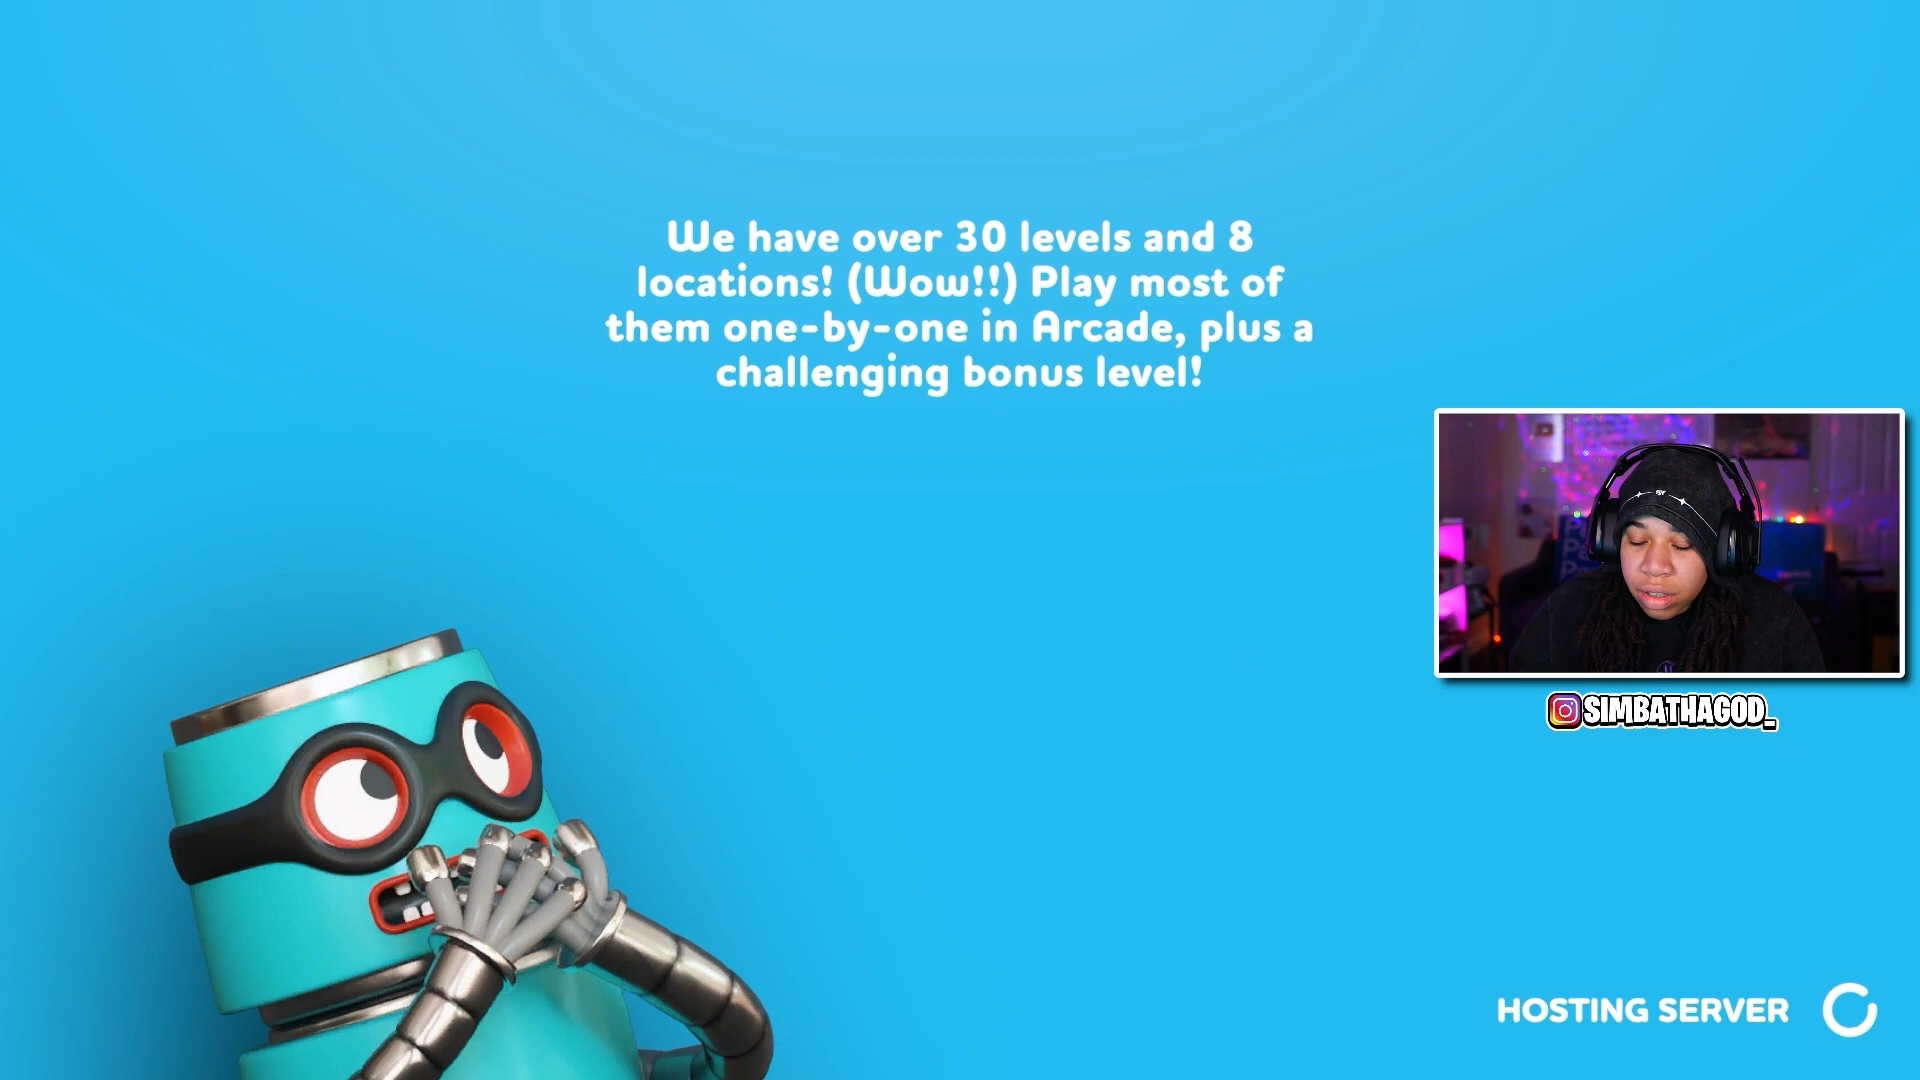 We have over 30 levels and 8
locations! (Wow!!) Play most of
them one-by-one in Arcade, plus a
challenging bonus level!
SIMBATHAGOD_
HOSTING SERVER